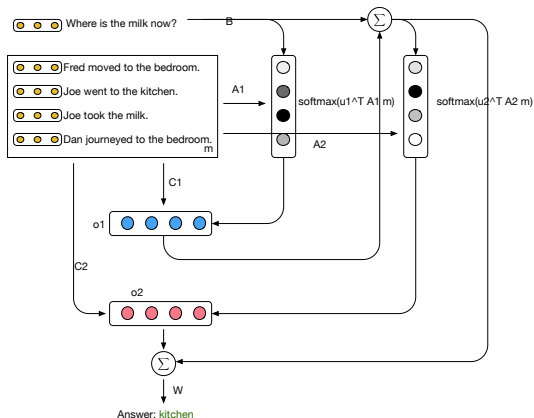 Where is the milk now?
B
Σ
Fred moved to the bedroom.
Joe went to the kitchen.
Joe took the milk.
Dan journeyed to the bedroom.
m
A1
softmax(u1^T A1 m)
softmax(u2^T A2 m)
A2
C1
o1
C2
o2
Σ
W
Answer: kitchen